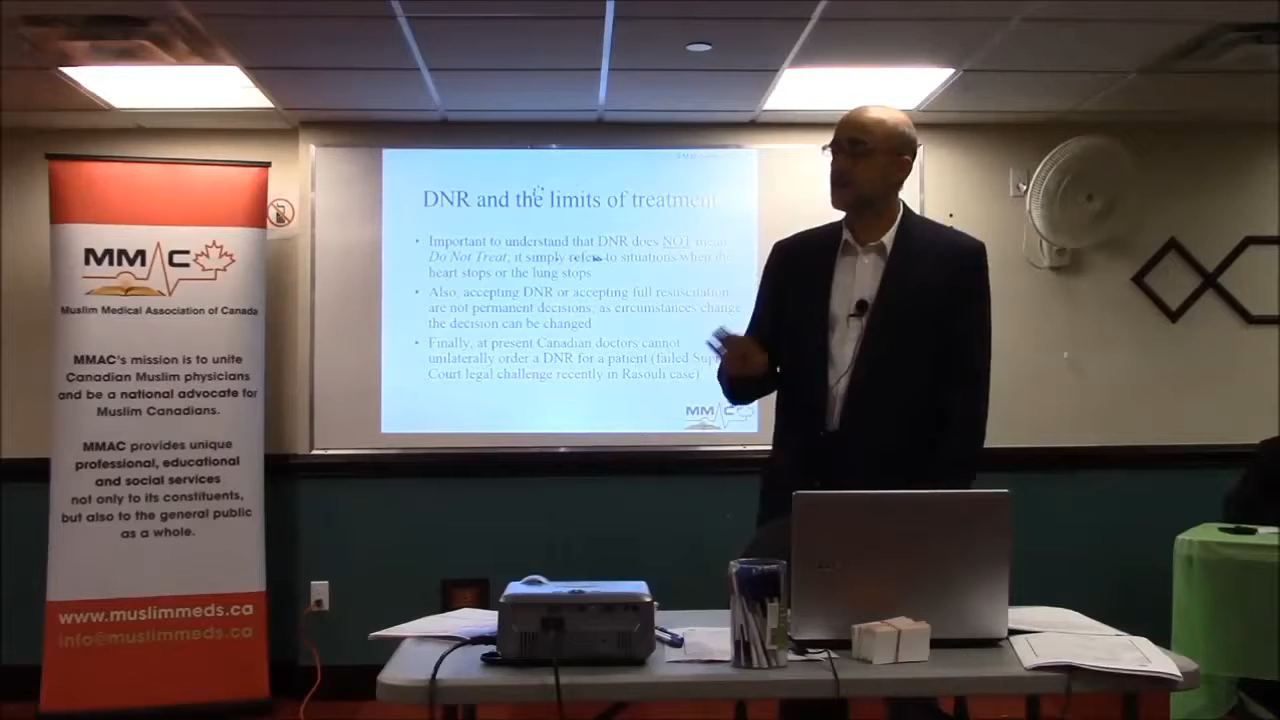 MMAC
Muslim Medical Association of Canada
MMAC's mission is to unite
Canadian Muslim physicians
and be a national advocate for
Muslim Canadians.
MMAC provides unique
professional, educational
and social services
not only to its constituents,
but also to the general public
as a whole.
www.muslimmeds.ca
info@muslimmeds.ca
DNR and the limits of treatment
• Important to understand that DNR does NOT mean
Do Not Treat, it simply refers to situations when the
heart stops or the lung stops
• Also, accepting DNR or accepting full resuscitation
are not permanent decisions, as circumstances change
the decision can be changed
• Finally, at present Canadian doctors cannot
unilaterally order a DNR for a patient (failed
Court legal challenge recently in Rasouli case)
MMAC